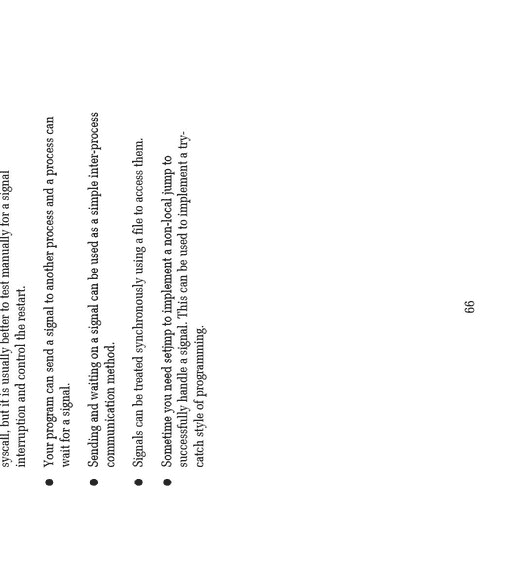 syscall, but it is usually better to test manually for a signal
interruption and control the restart.
● Your program can send a signal to another process and a process can
wait for a signal.
● Sending and waiting on a signal can be used as a simple inter-process
communication method.
● Signals can be treated synchronously using a file to access them.
● Sometime you need setjmp to implement a non-local jump to
successfully handle a signal. This can be used to implement a try-
catch style of programming.
66